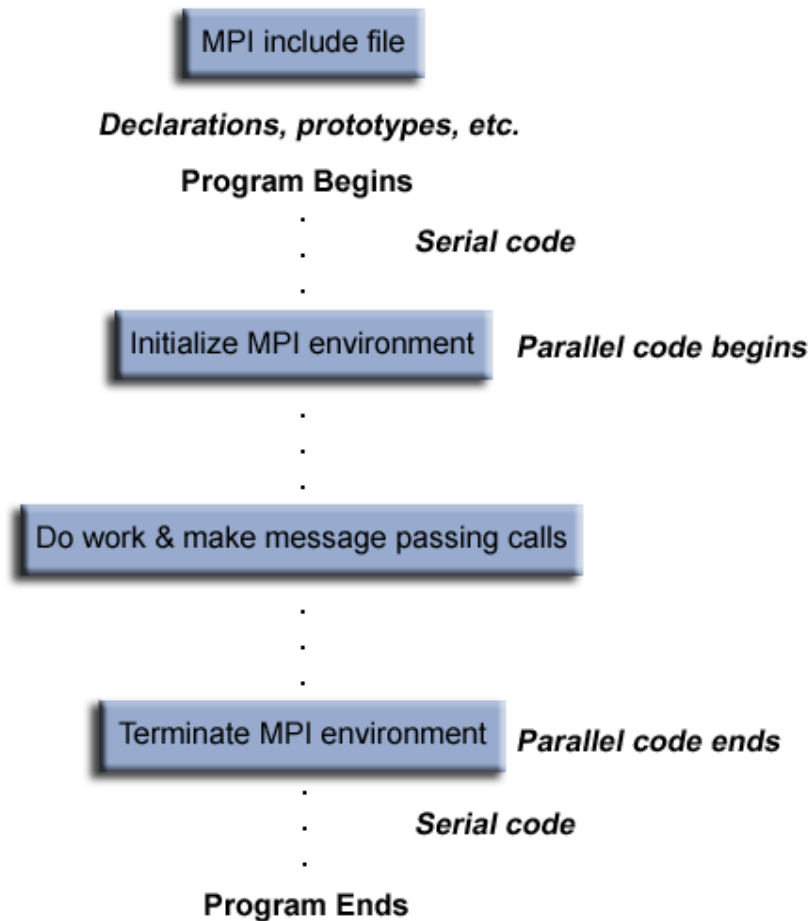 MPI include file
Declarations, prototypes, etc.
Program Begins
Serial code
Initialize MPI environment
Parallel code begins
Do work & make message passing calls
Terminate MPI environment
Parallel code ends
Serial code
Program Ends